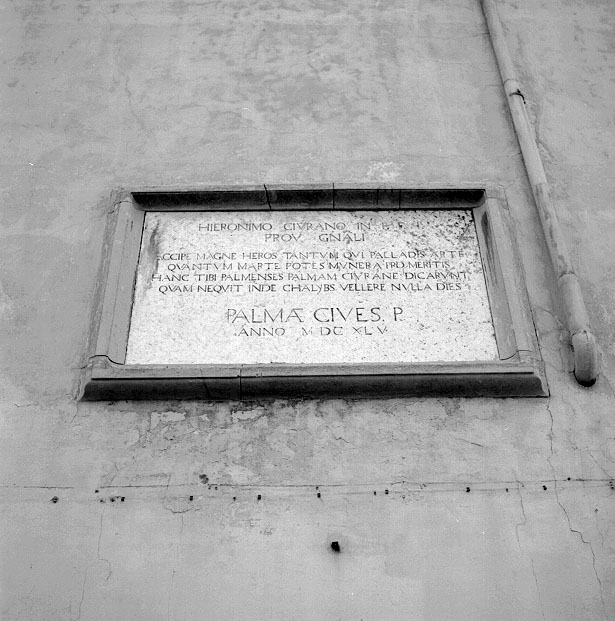 HIERONIMO CIVRANO IN
PROV GNALI
ACCIPE MAGNE HEROS TANTVM QVI PALLADIS ARTE
QVANTVM MARTE POTES MVNERA PRO MERITIS
HANC TIBI PALMENSES PALMAM CIVRANE DICARVNT
QVAM NEQVIT INDE CHALYBS VELLERE NVLLA DIES
PALMÆ CIVES P.
ANNO M DC XLV